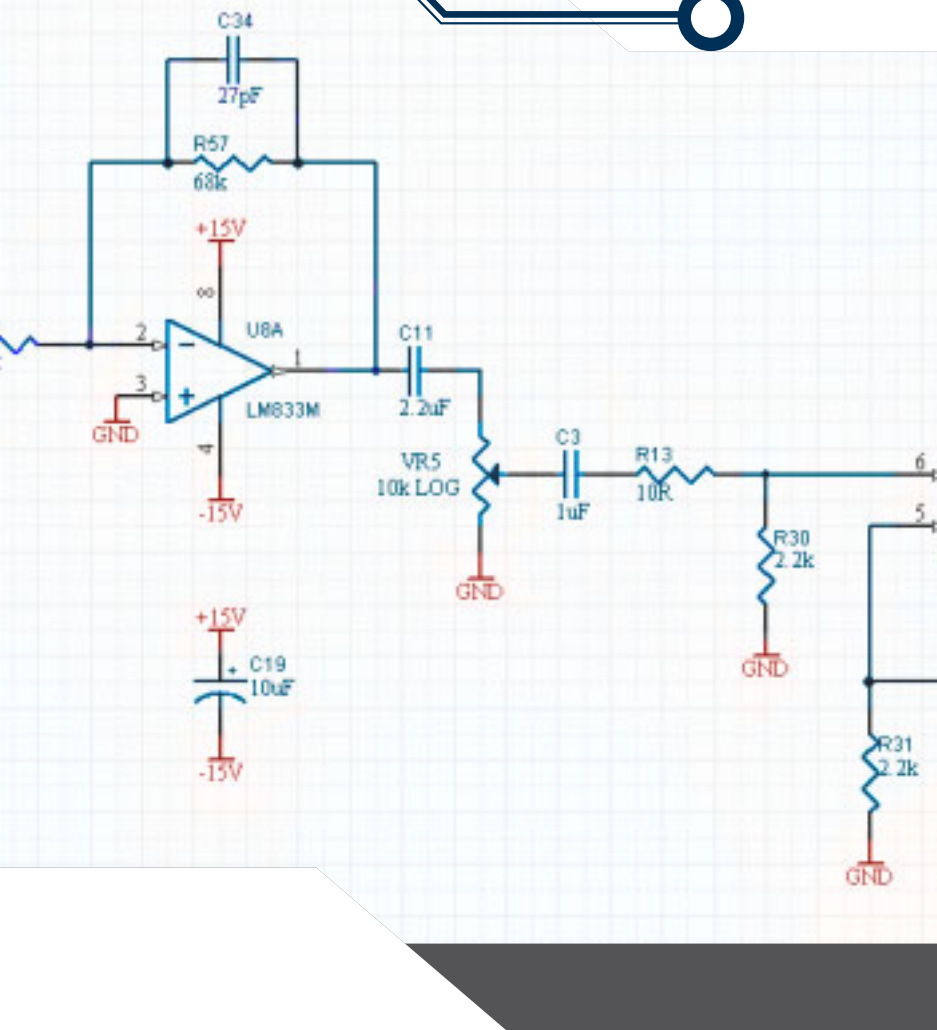 C34
27pF
R57
68k
+15V
8
2
U8A
1
3
LM833M
GND
4
-15V
C11
2.2uF
VR5
10k LOG
GND
C3
1uF
R13
10R
6
5
R30
2.2k
GND
+15V
+
C19
10uF
-15V
R31
2.2k
GND